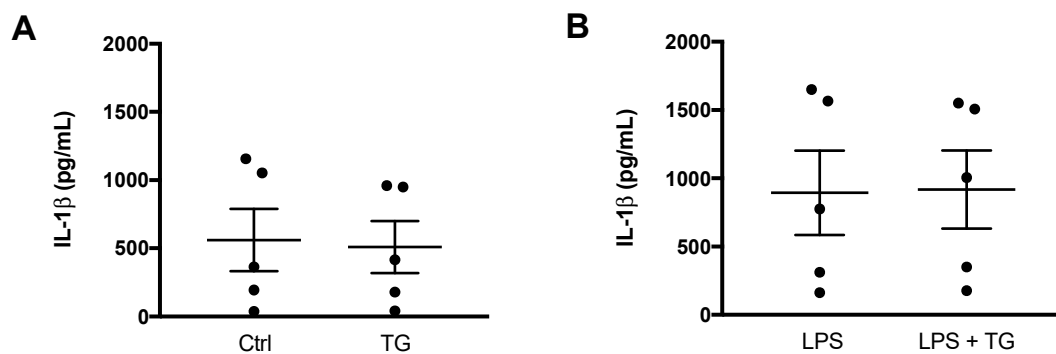 A
IL-1β (pg/mL)
2000
1500
1000
500
0
Ctrl TG
B
IL-1β (pg/mL)
2000
1500
1000
500
0
LPS LPS + TG